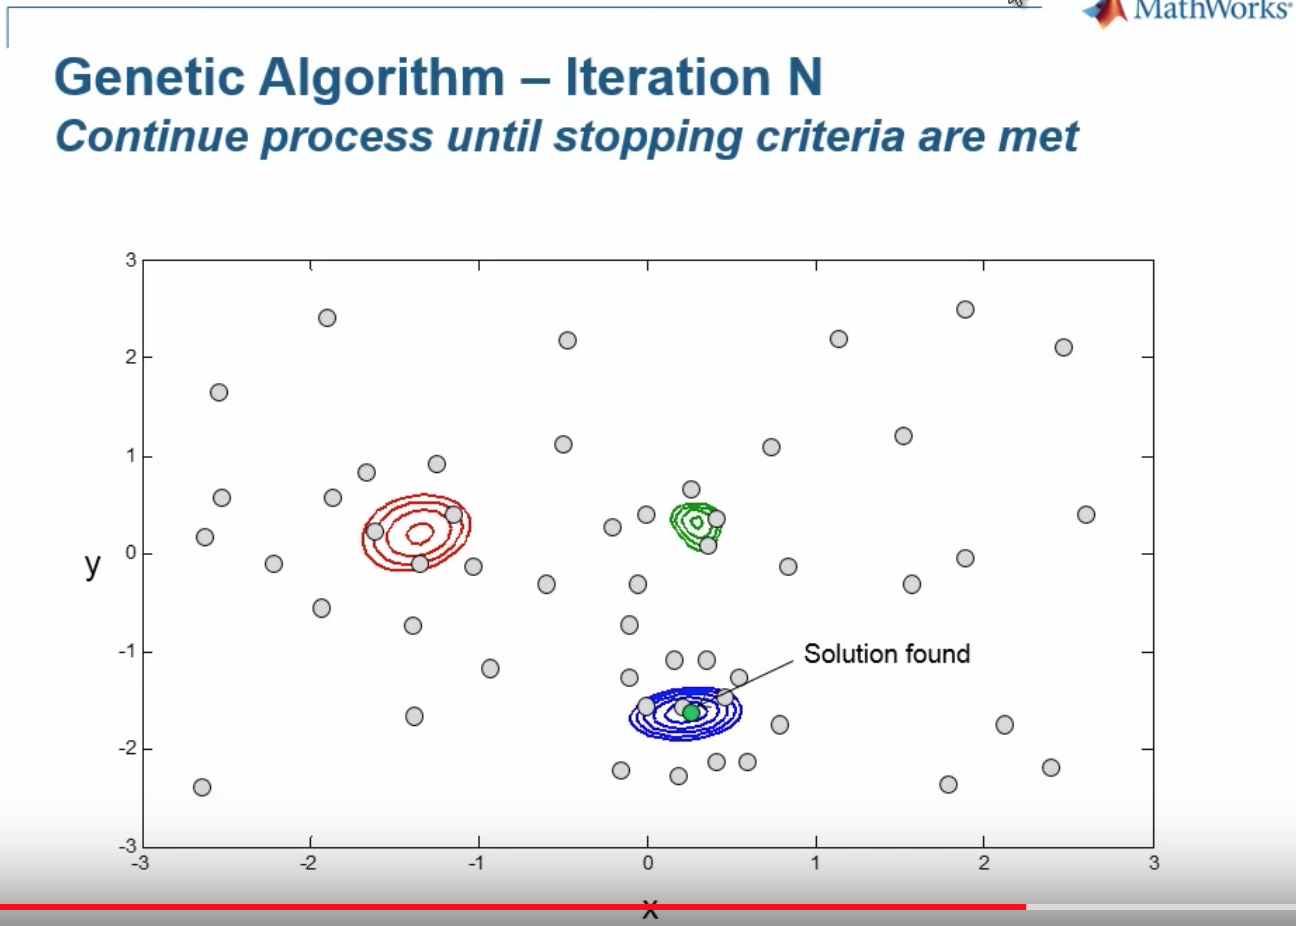 MathWorks®
Genetic Algorithm – Iteration N
Continue process until stopping criteria are met
3
2
1
0
-1
-2
-3
y
Solution found
-3
-2
-1
0
1
2
3
x